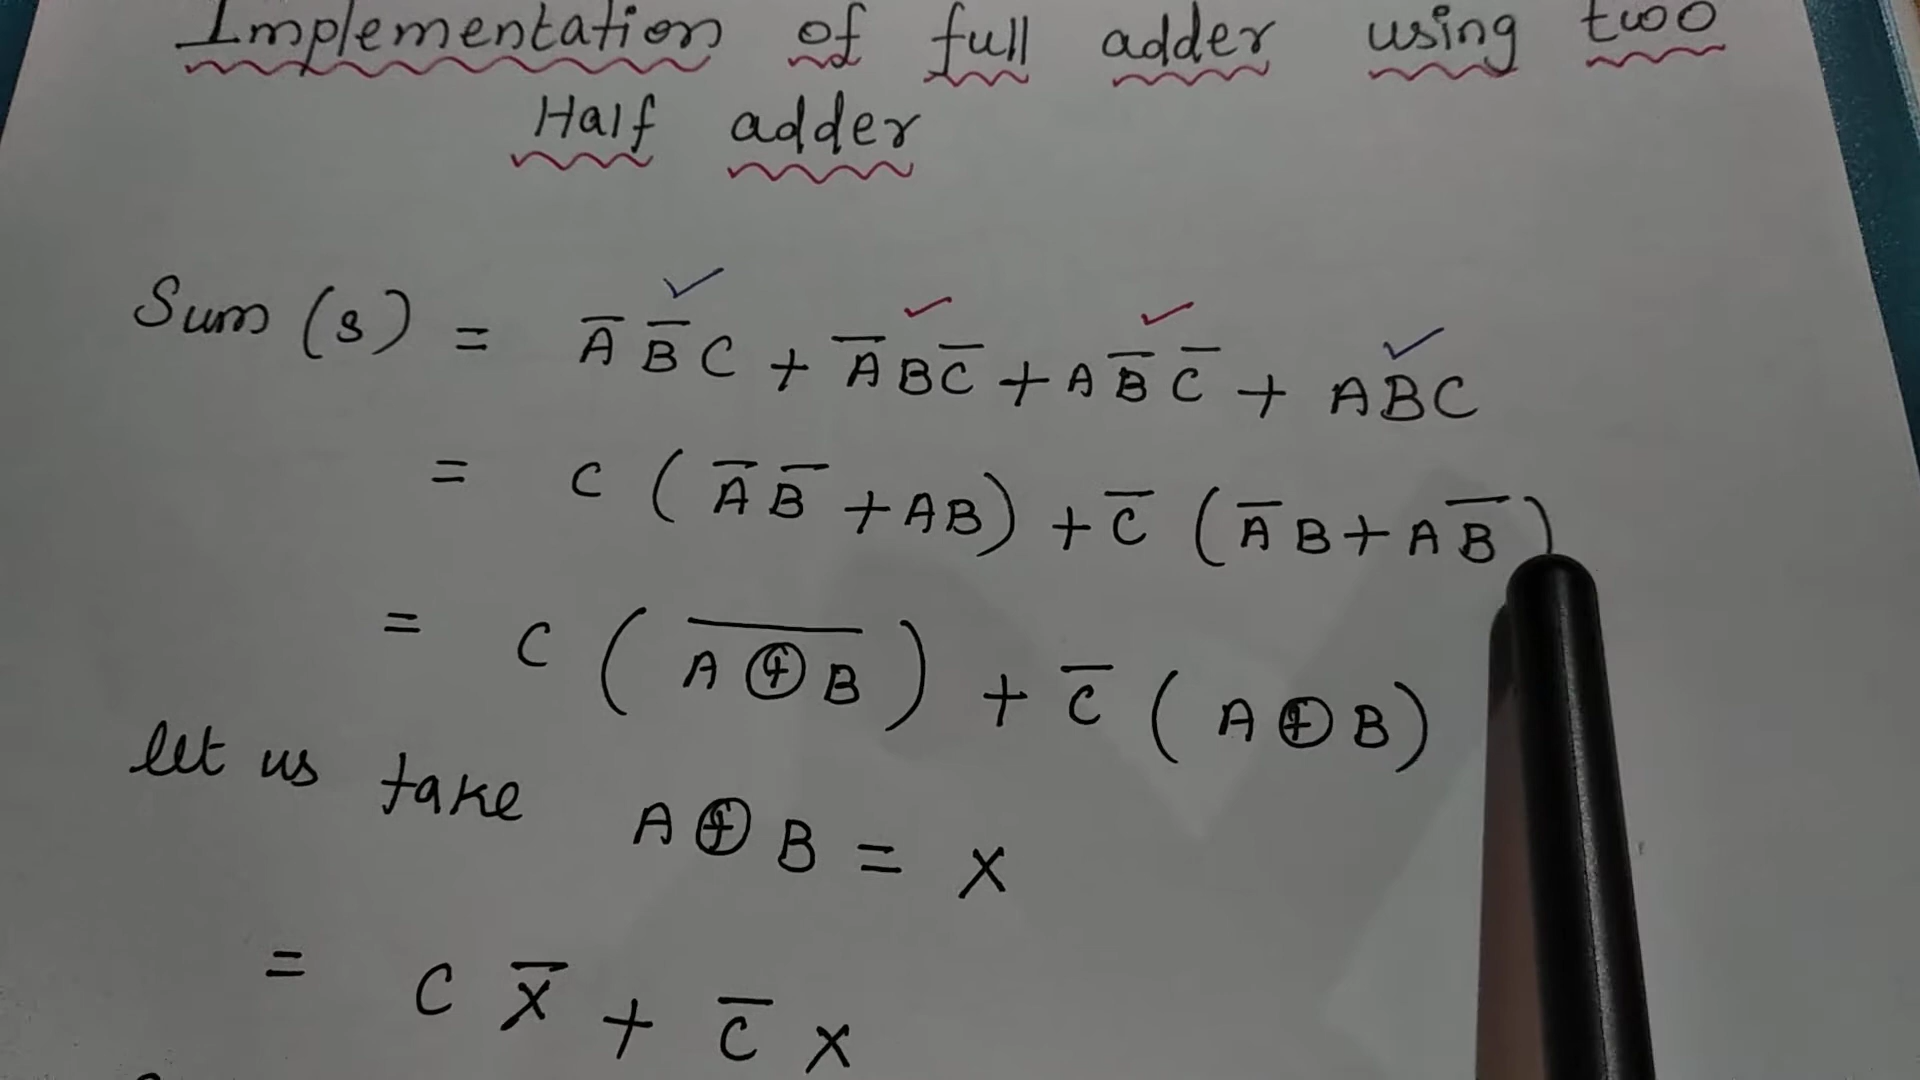 Implementation of full adder using two
Half adder
Sum (s) = A̅ B̅ C + A̅ B C̅ + A B̅ C̅ + A B C
= C ( A̅ B̅ + A B ) + C̅ ( A̅ B + A B̅ )
= C ( A̅ ̅⊕̅ ̅B̅ ) + C̅ ( A ⊕ B )
let us take A ⊕ B = X
= C X̅ + C̅ X